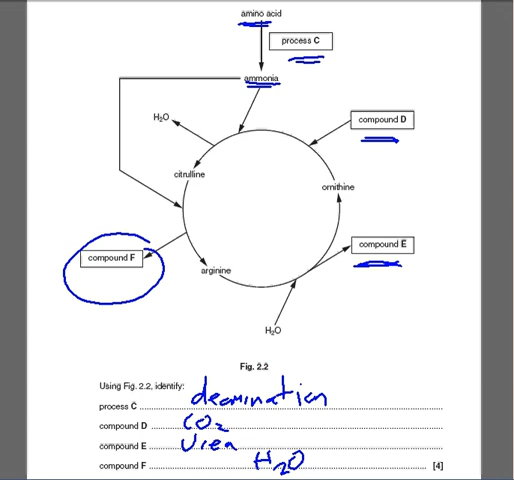 amino acid
process C
ammonia
H₂O
compound D
citrulline
ornithine
compound E
compound F
arginine
H₂O
Fig. 2.2
Using Fig. 2.2, identify:
process C deamination
compound D CO₂
compound E Urea
compound F H₂O [4]